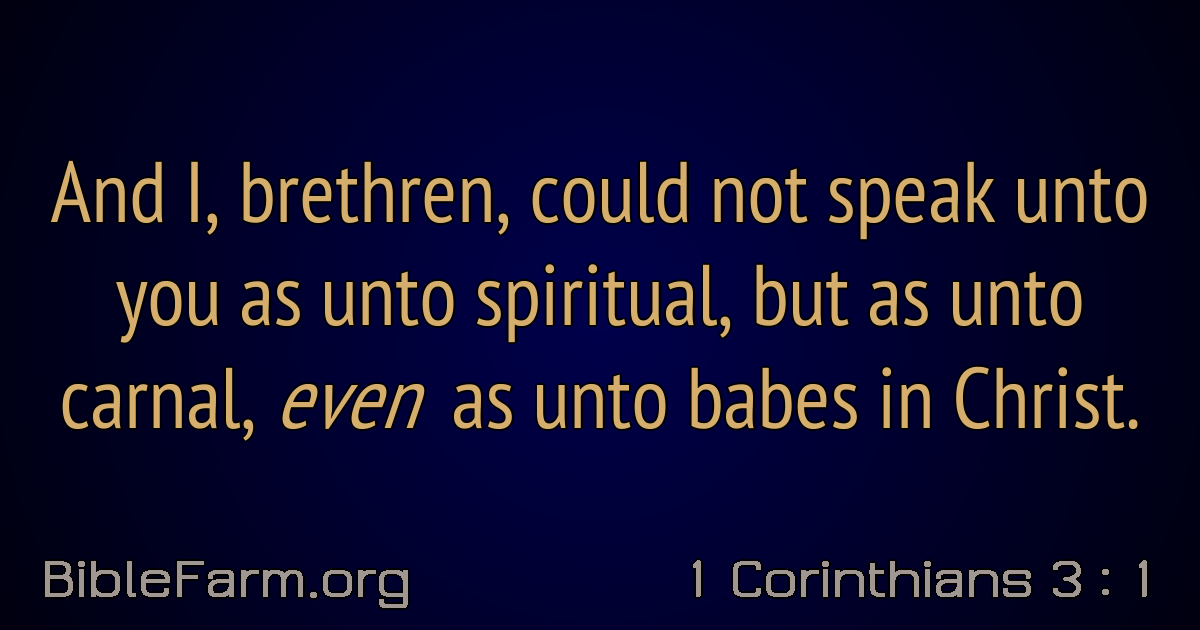 And I, brethren, could not speak unto
you as unto spiritual, but as unto
carnal, even as unto babes in Christ.
BibleFarm.org 1 Corinthians 3 : 1